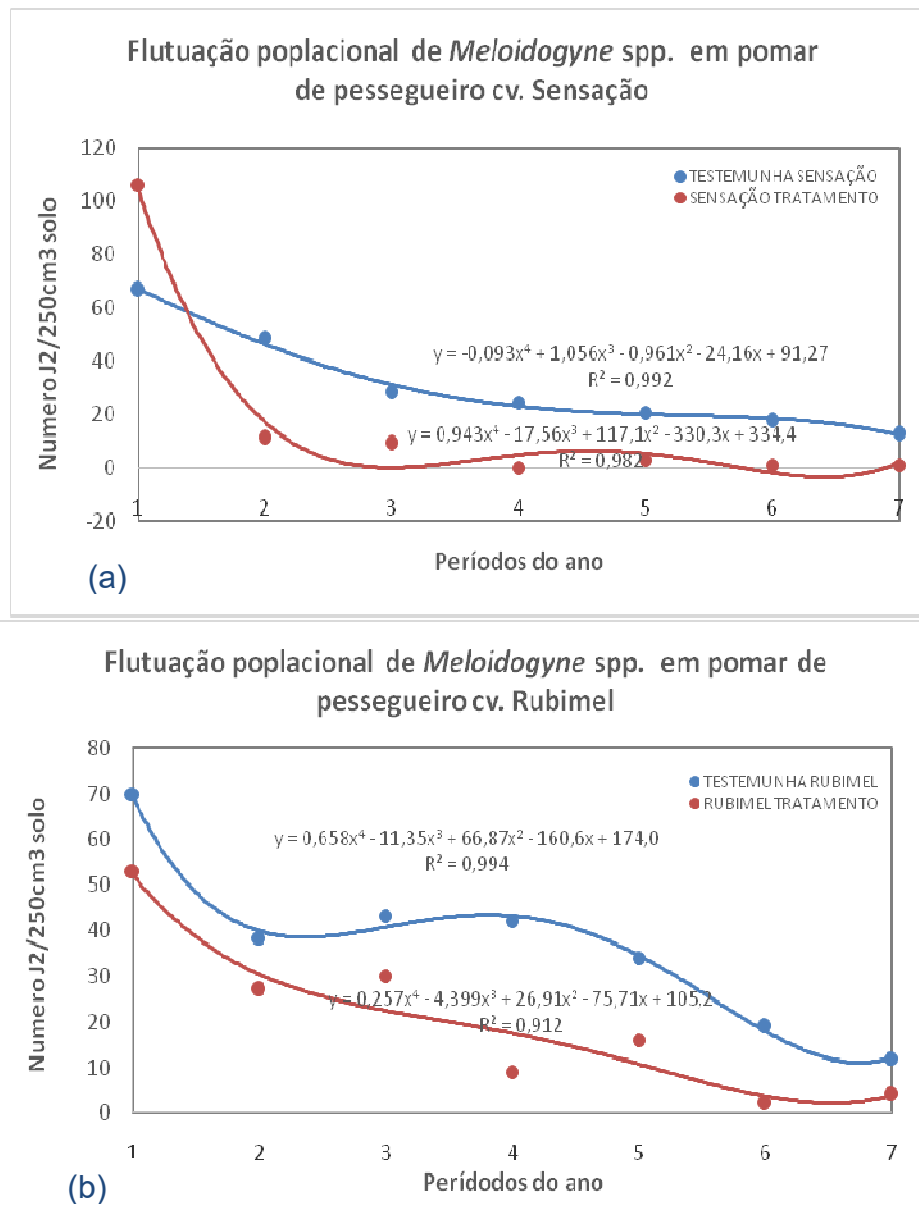 Flutuação poplacional de Meloidogyne spp. em pomar
de pessegueiro cv. Sensação
Numero J2/250cm3 solo
120
100
80
60
40
20
0
-20
TESTEMUNHA SENSAÇÃO
SENSAÇÃO TRATAMENTO
y = -0,093x⁴ + 1,056x³ - 0,961x² - 24,16x + 91,27
R² = 0,992
y = 0,943x⁴ - 17,56x³ + 117,1x² - 330,3x + 334,4
R² = 0,982
1 2 3 4 5 6 7
Períodos do ano
(a)
Flutuação poplacional de Meloidogyne spp. em pomar de
pessegueiro cv. Rubimel
Numero J2/250cm3 solo
80
70
60
50
40
30
20
10
0
TESTEMUNHA RUBIMEL
RUBIMEL TRATAMENTO
y = 0,658x⁴ - 11,35x³ + 66,87x² - 160,6x + 174,0
R² = 0,994
y = 0,257x⁴ - 4,399x³ + 26,91x² - 75,71x + 105,2
R² = 0,912
1 2 3 4 5 6 7
Perídodos do ano
(b)